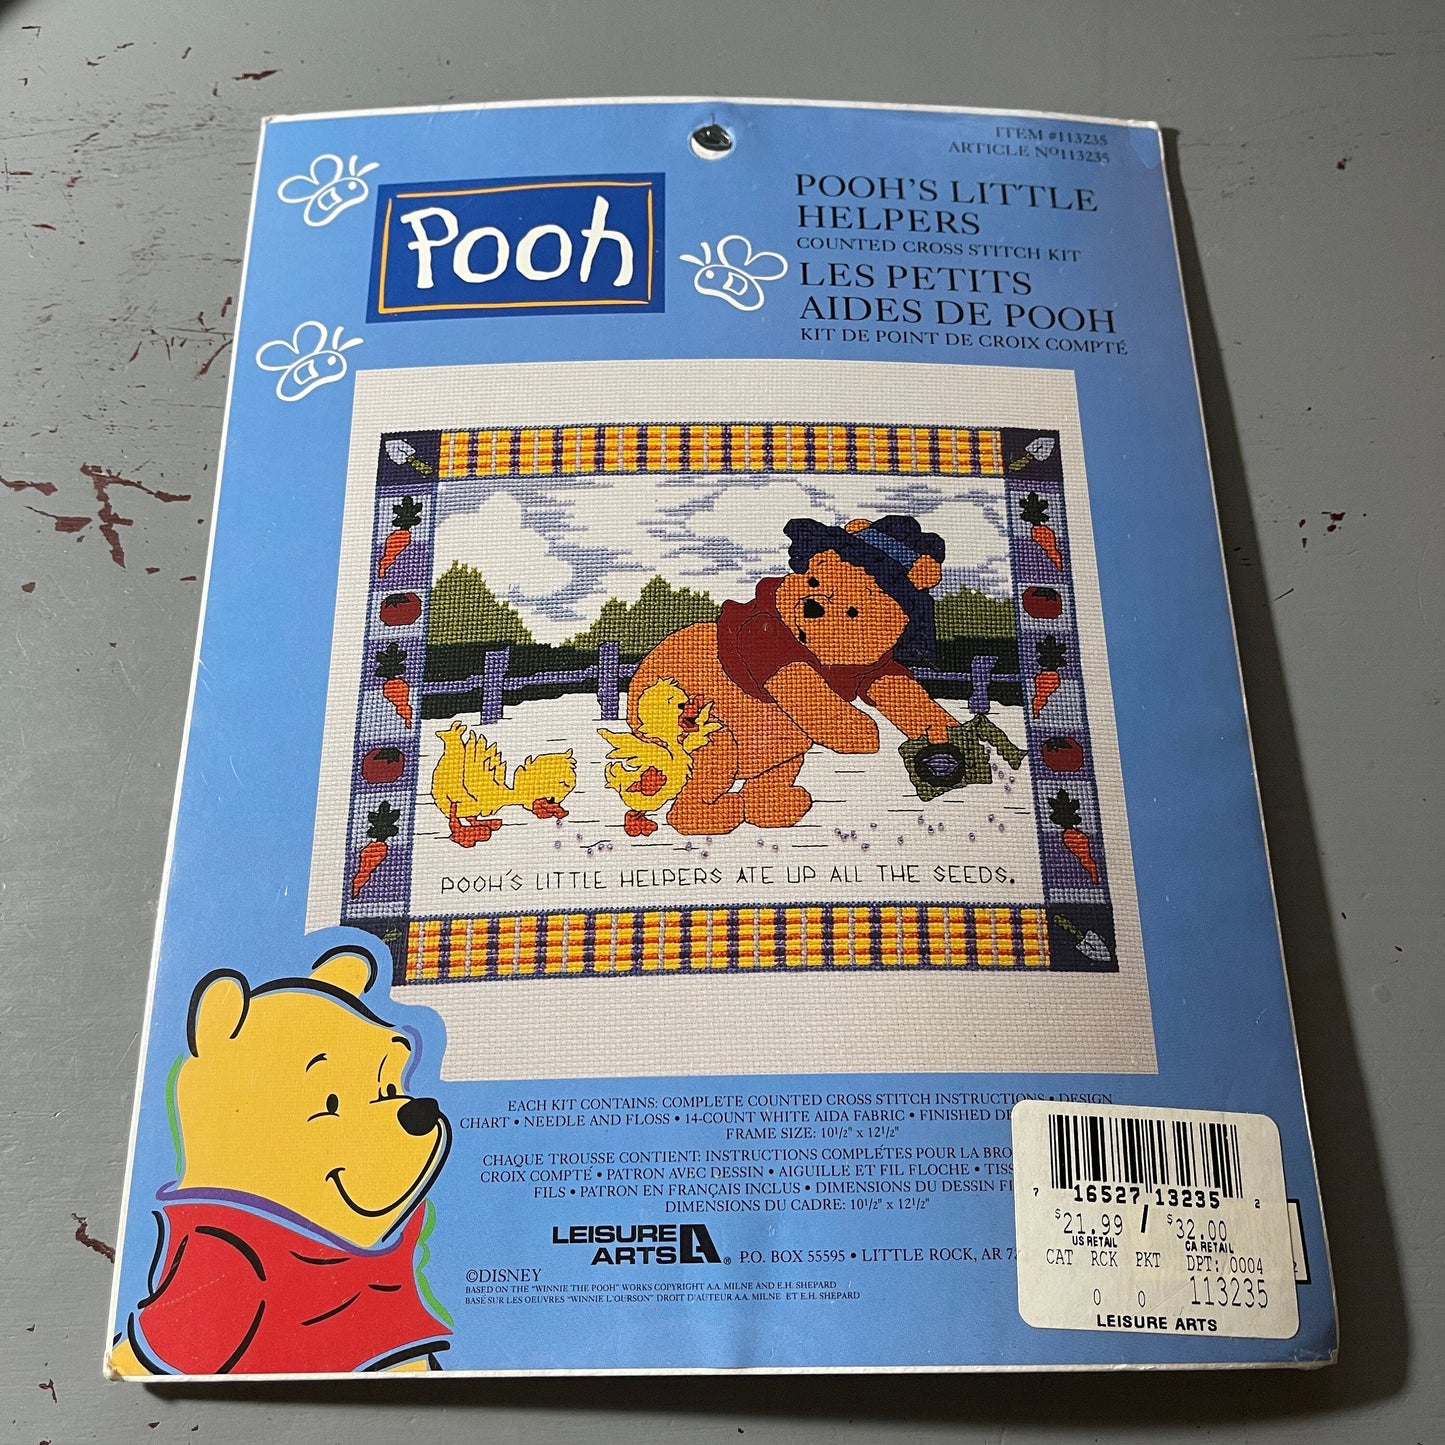 ITEM #113235
ARTICLE Nº113235
Pooh
POOH'S LITTLE
HELPERS
COUNTED CROSS STITCH KIT
LES PETITS
AIDES DE POOH
KIT DE POINT DE CROIX COMPTÉ
POOH'S LITTLE HELPERS ATE UP ALL THE SEEDS.
EACH KIT CONTAINS: COMPLETE COUNTED CROSS STITCH INSTRUCTIONS • DESIGN
CHART • NEEDLE AND FLOSS • 14-COUNT WHITE AIDA FABRIC • FINISHED
FRAME SIZE: 10½" x 12½"
CHAQUE TROUSSE CONTIENT: INSTRUCTIONS COMPLÉTES POUR LA
CROIX COMPTÉ • PATRON AVEC DESSIN • AIGUILLE ET FIL FLOCHE •
FILS • PATRON EN FRANÇAIS INCLUS • DIMENSIONS DU DESSIN
DIMENSIONS DU CADRE: 10½" x 12½"
LEISURE
ARTS ® P.O. BOX 55595 • LITTLE ROCK, AR
©DISNEY
BASED ON THE "WINNIE THE POOH" WORKS COPYRIGHT A.A. MILNE AND E.H. SHEPARD
BASÉ SUR LES OEUVRES "WINNIE L'OURSON" DROIT D'AUTEUR A.A. MILNE ET E.H. SHEPARD
7 16527 13235 2
$21.99 / $32.00
US RETAIL CA RETAIL
CAT RCK PKT DPT: 0004
0 0 113235
LEISURE ARTS